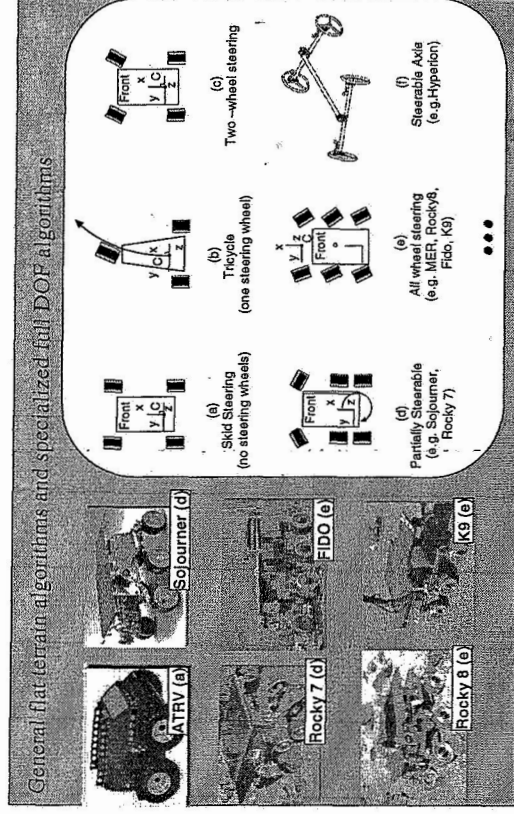 General flat terrain algorithms and specialized full DOF algorithms
ATRV (a)
Sojourner (d)
Rocky 7 (d)
FIDO (e)
Rocky 8 (e)
K9 (e)
Front
x
y
C
z
(a)
Skid Steering
(no steering wheels)
y
C
x
z
(b)
Tricycle
(one steering wheel)
Front
x
y
C
z
(c)
Two-wheel steering
Front
x
y
z
(d)
Partially Steerable
(e.g. Sojourner,
Rocky 7)
x
y
z
C
Front
(e)
All wheel steering
(e.g. MER, Rocky8,
Fido, K9)
(f)
Steerable Axle
(e.g.Hyperion)